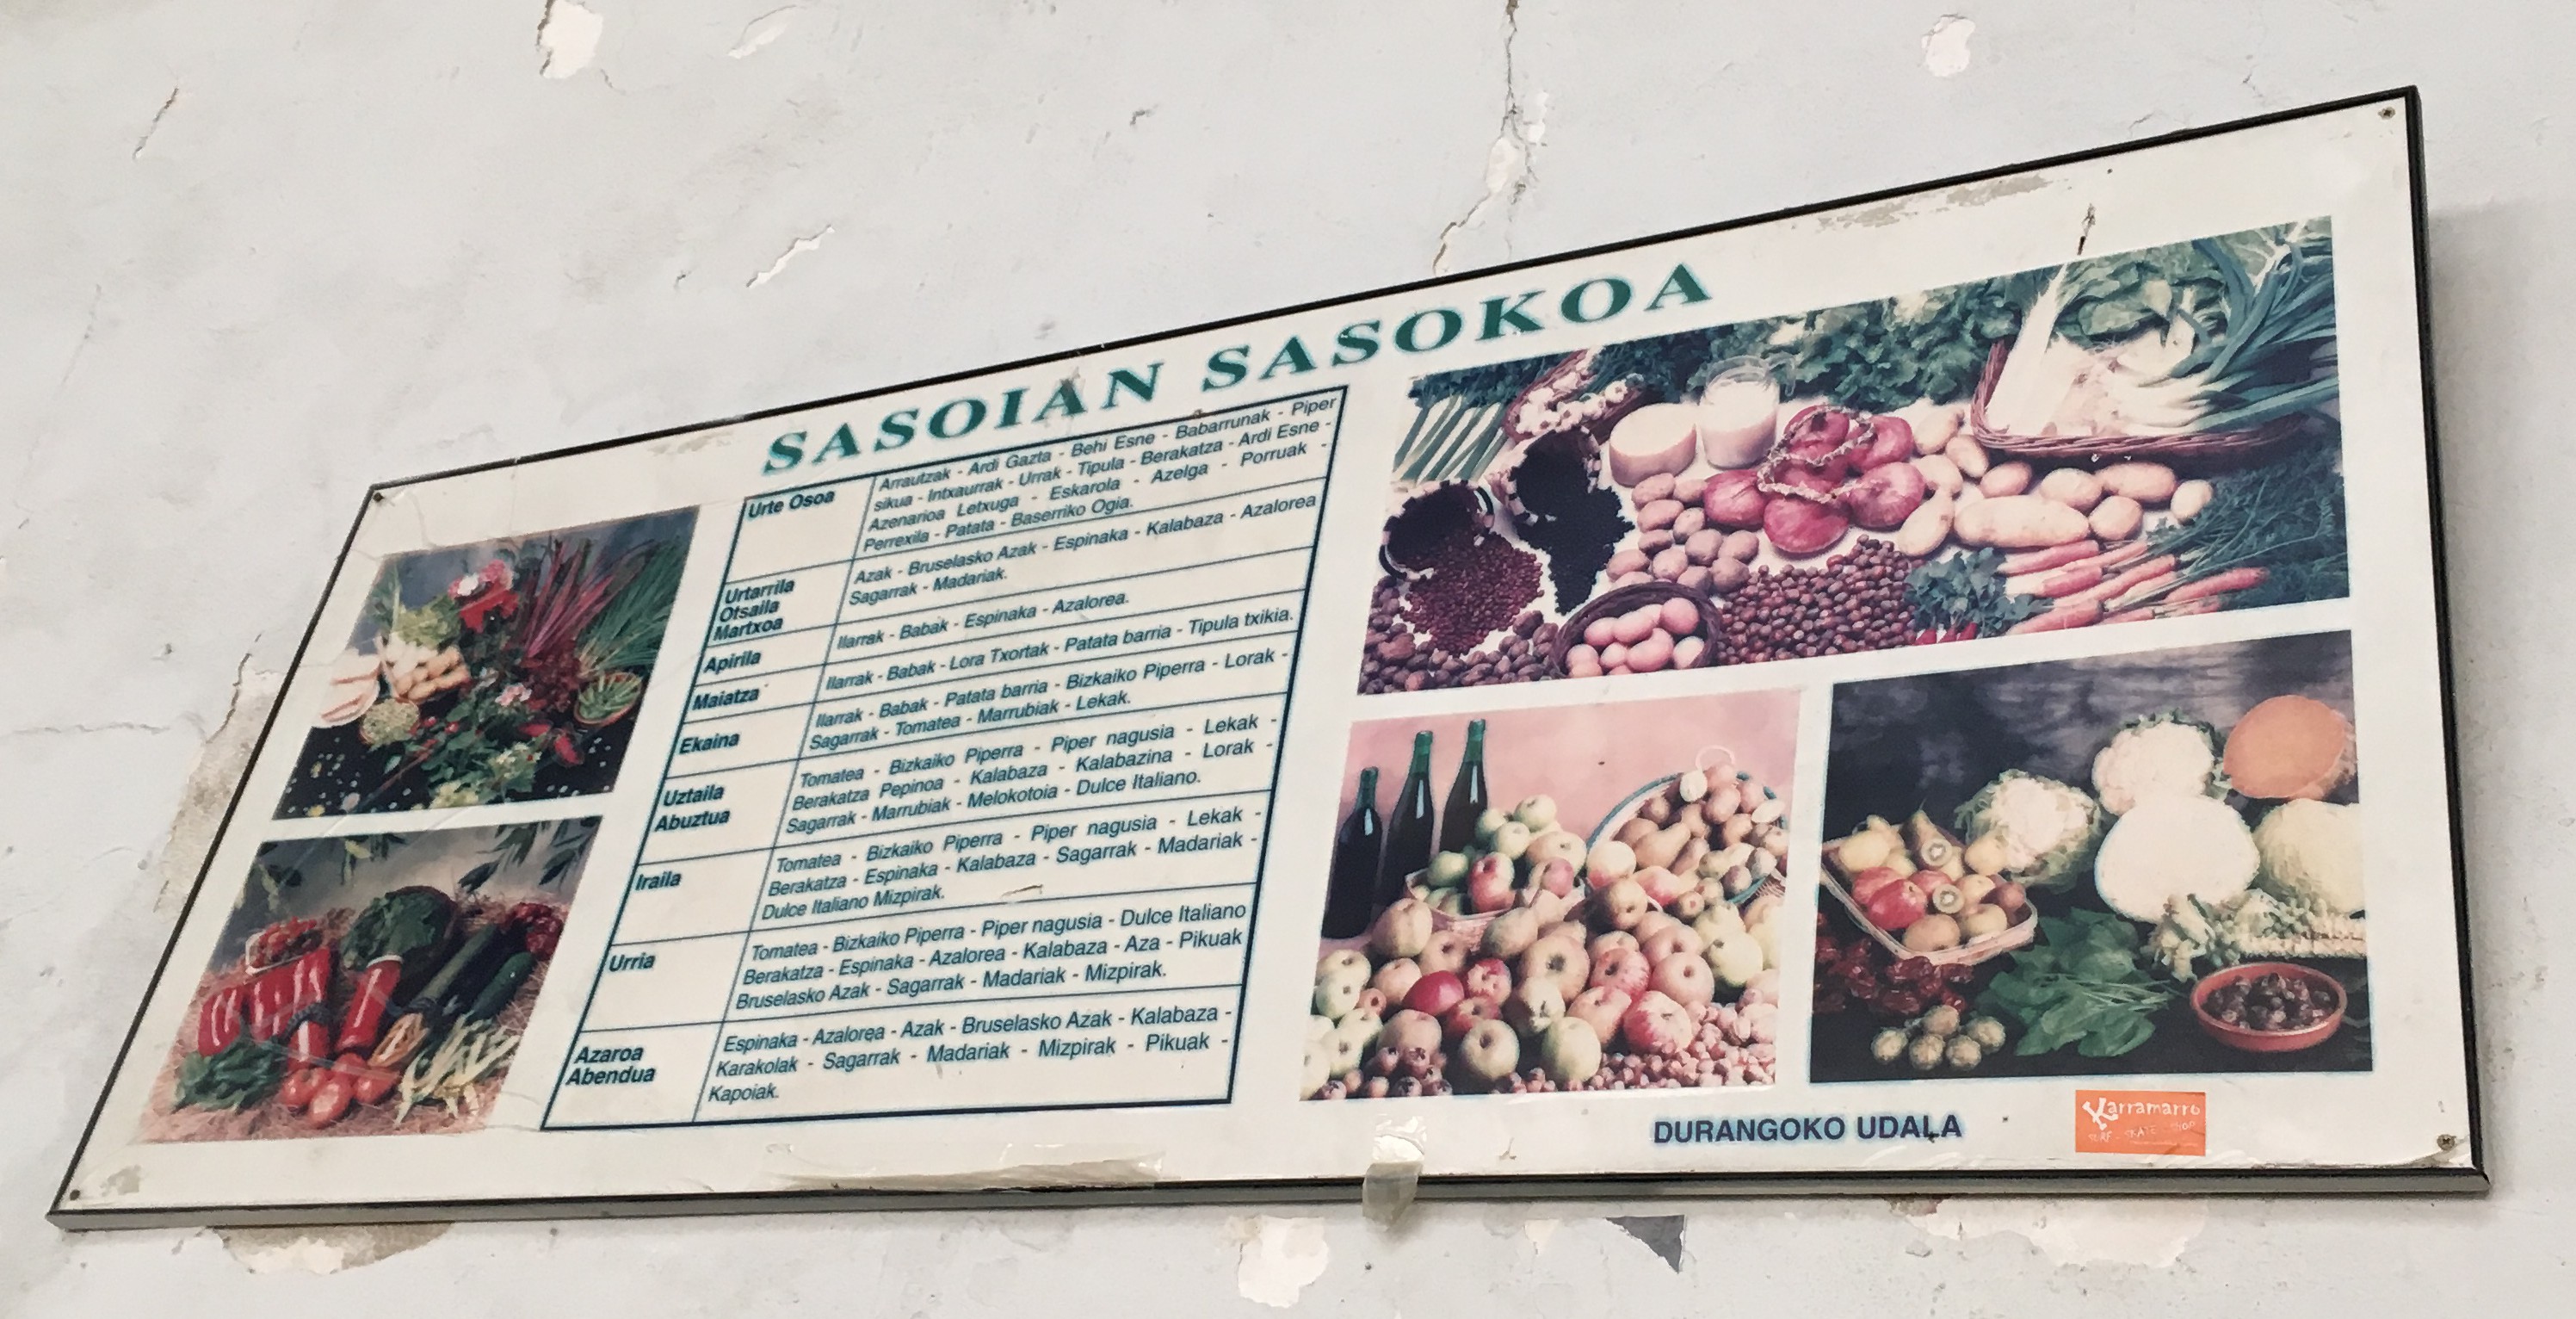 SASOIAN SASOKOA
Urte Osoa
Arrautzak - Ardi Gazta - Behi Esne - Babarrunak - Piper
sikua - Intxaurrak - Urrak - Tipula - Berakatza - Ardi Esne -
Azenarioa Letxuga - Eskarola - Azelga - Porruak -
Perrexila - Patata - Baserriko Ogia.
Urtarrila
Otsaila
Martxoa
Azak - Bruselasko Azak - Espinaka - Kalabaza - Azalorea
Sagarrak - Madariak.
Apirila
Ilarrak - Babak - Espinaka - Azalorea.
Maiatza
Ilarrak - Babak - Lora Txortak - Patata barria - Tipula txikia.
Ekaina
Ilarrak - Babak - Patata barria - Bizkaiko Piperra - Lorak -
Sagarrak - Tomatea - Marrubiak - Lekak.
Uztaila
Abuztua
Tomatea - Bizkaiko Piperra - Piper nagusia - Lekak -
Berakatza Pepinoa - Kalabaza - Kalabazina - Lorak -
Sagarrak - Marrubiak - Melokotoia - Dulce Italiano.
Iraila
Tomatea - Bizkaiko Piperra - Piper nagusia - Lekak -
Berakatza - Espinaka - Kalabaza - Sagarrak - Madariak -
Dulce Italiano Mizpirak.
Urria
Tomatea - Bizkaiko Piperra - Piper nagusia - Dulce Italiano
Berakatza - Espinaka - Azalorea - Kalabaza - Aza - Pikuak
Bruselasko Azak - Sagarrak - Madariak - Mizpirak.
Azaroa
Abendua
Espinaka - Azalorea - Azak - Bruselasko Azak - Kalabaza -
Karakolak - Sagarrak - Madariak - Mizpirak - Pikuak -
Kapoiak.
DURANGOKO UDALA
Karramarro
SURF - SKATE - SHOP